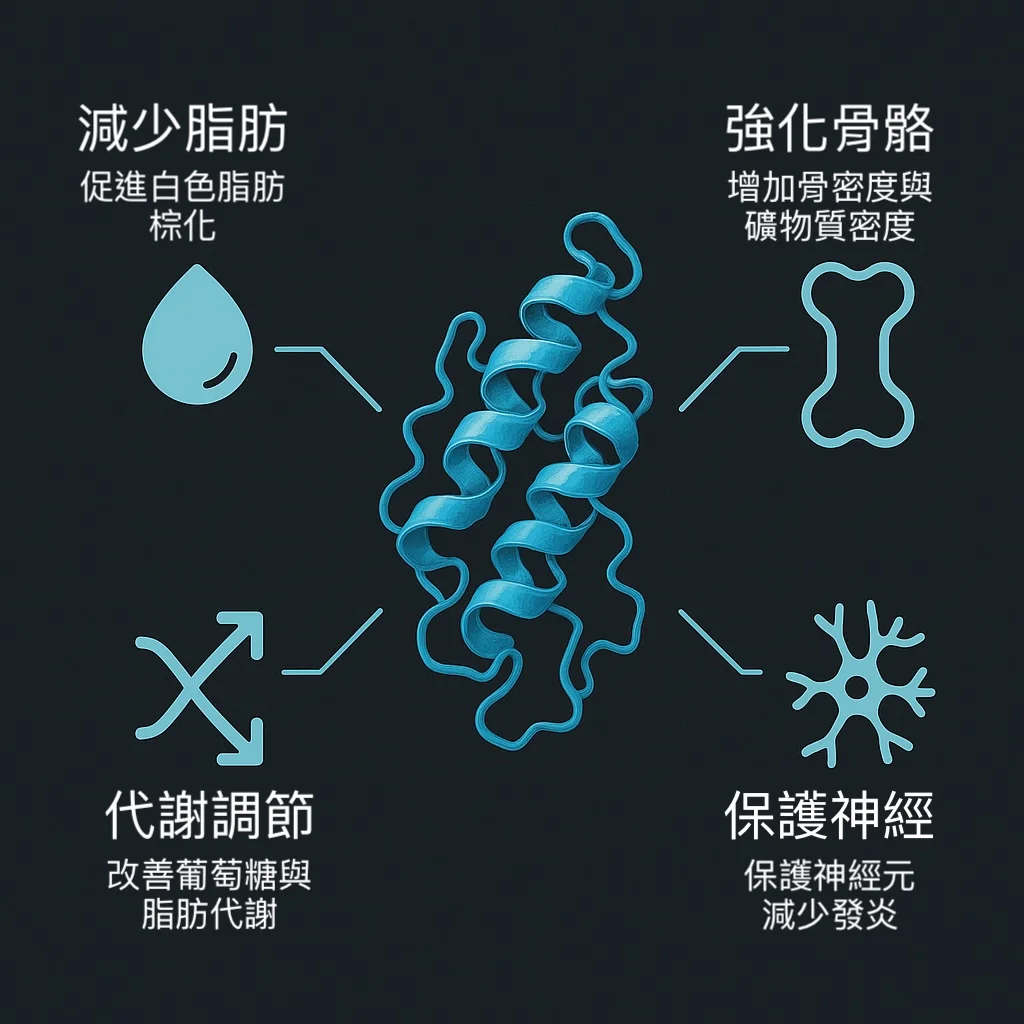 減少脂肪
促進白色脂肪
棕化
強化骨骼
增加骨密度與
礦物質密度
代謝調節
改善葡萄糖與
脂肪代謝
保護神經
保護神經元
減少發炎